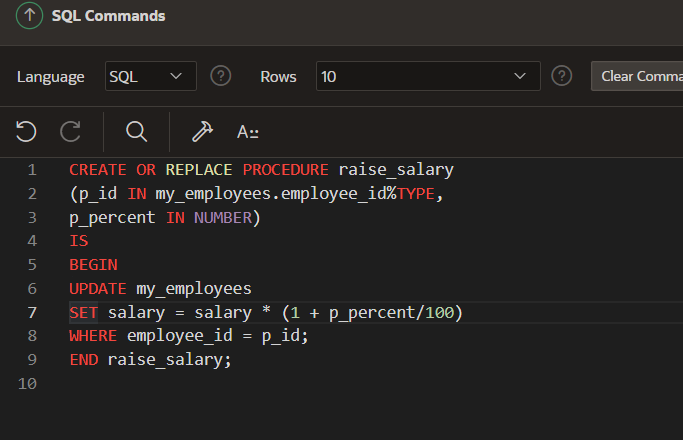 SQL Commands
Language SQL Rows 10 Clear Comma
A::
1 CREATE OR REPLACE PROCEDURE raise_salary
2 (p_id IN my_employees.employee_id%TYPE,
3 p_percent IN NUMBER)
4 IS
5 BEGIN
6 UPDATE my_employees
7 SET salary = salary * (1 + p_percent/100)
8 WHERE employee_id = p_id;
9 END raise_salary;
10